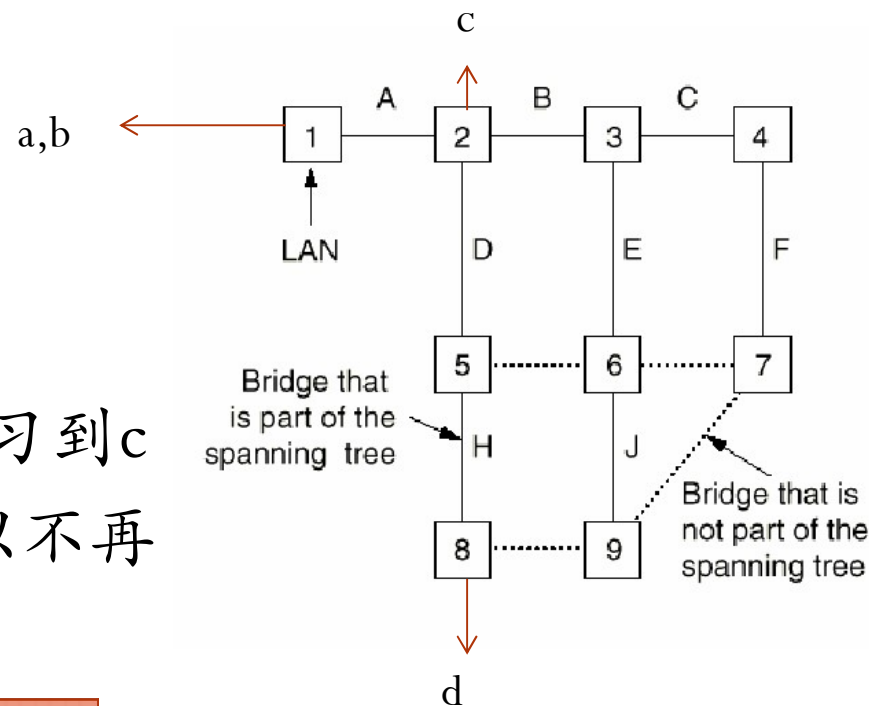 c
A B C
a,b 1 2 3 4
LAN D E F
5 6 7
Bridge that
is part of the
spanning tree
H J
习到c
以不再
Bridge that is
not part of the
spanning tree
8 9
d